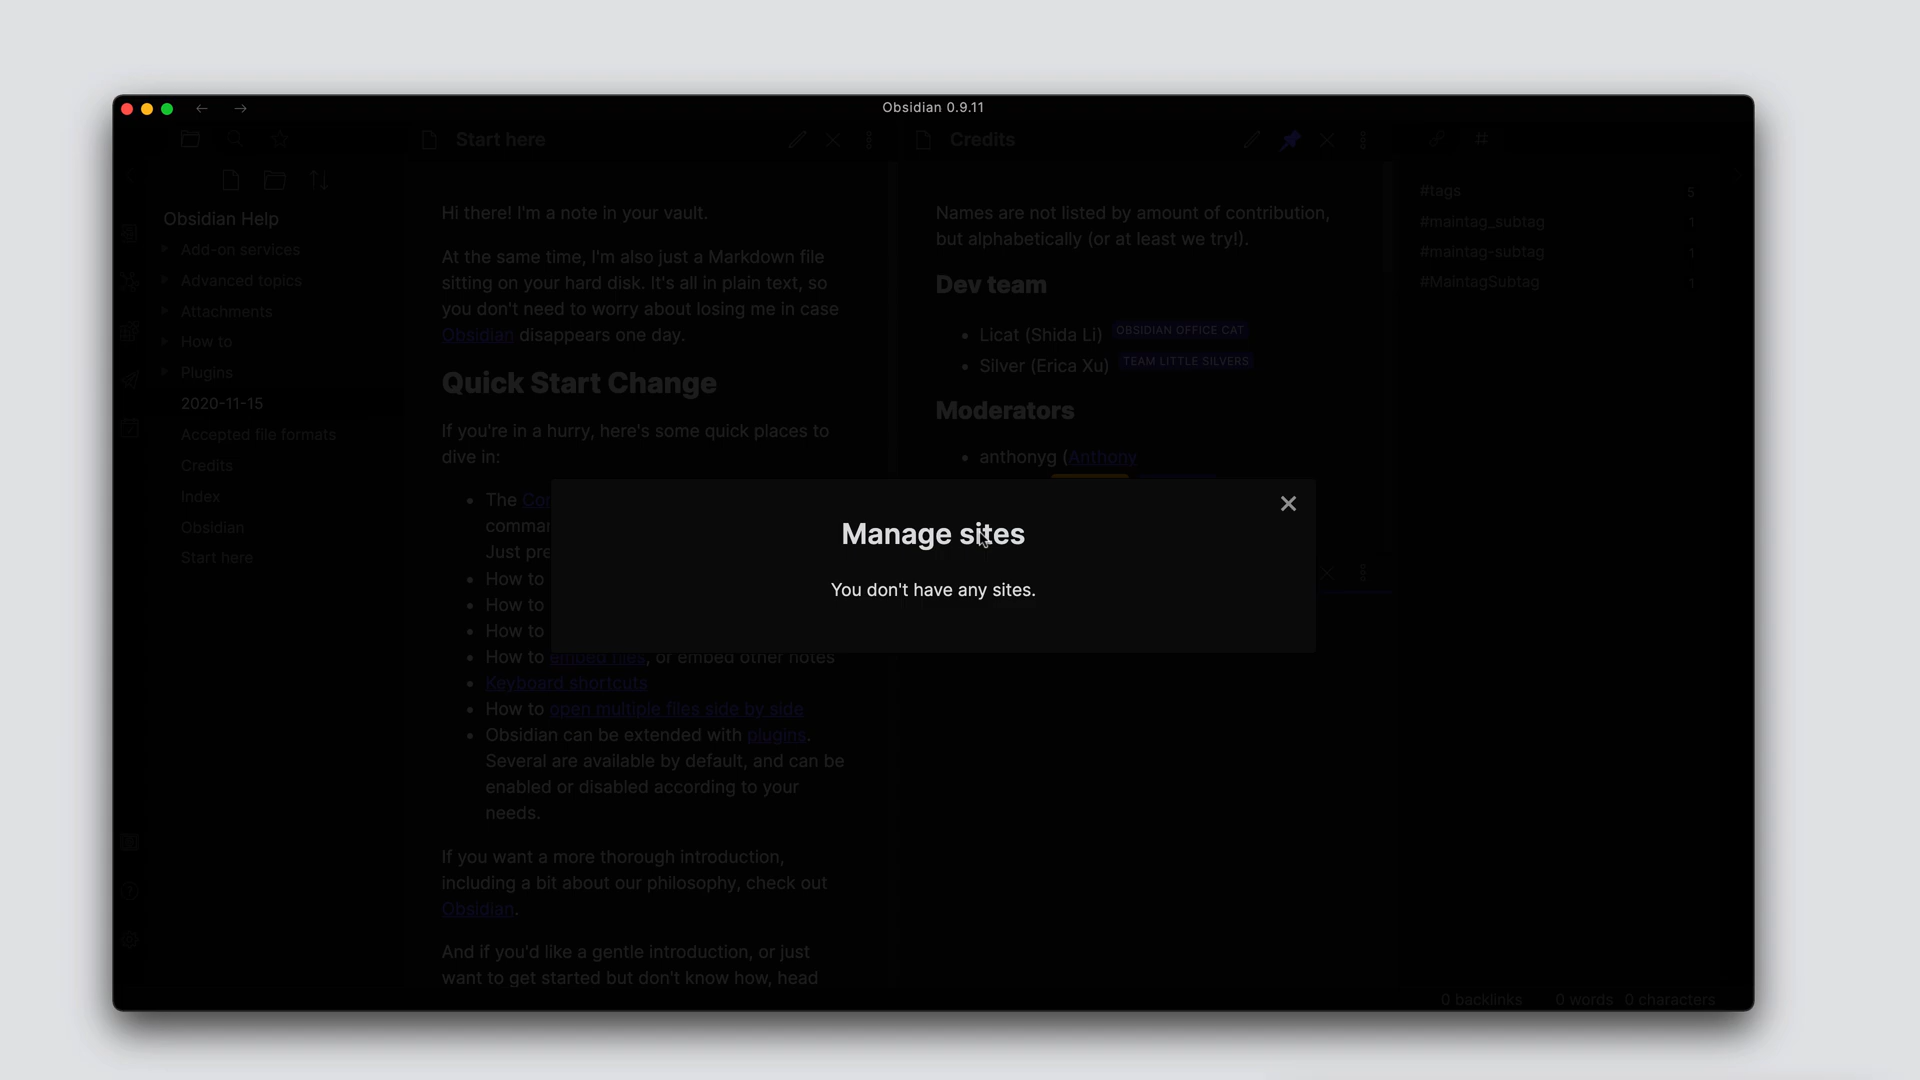 Obsidian 0.9.11
Start here
Credits
Obsidian Help
Add-on services
Advanced topics
Attachments
How to
Plugins
2020-11-15
Accepted file formats
Credits
Index
Obsidian
Start here
Hi there! I'm a note in your vault.
At the same time, I'm also just a Markdown file
sitting on your hard disk. It's all in plain text, so
you don't need to worry about losing me in case
Obsidian disappears one day.
Quick Start Change
If you're in a hurry, here's some quick places to
dive in:
The
Just
How to
How to
How to
How to embed files, or embed other notes
Keyboard shortcuts
How to open multiple files side by side
Obsidian can be extended with plugins.
Several are available by default, and can be
enabled or disabled according to your
needs.
If you want a more thorough introduction,
including a bit about our philosophy, check out
Obsidian.
And if you'd like a gentle introduction, or just
want to get started but don't know how, head
Names are not listed by amount of contribution,
but alphabetically (or at least we try!).
Dev team
Licat (Shida Li) OBSIDIAN OFFICE CAT
Silver (Erica Xu) TEAM LITTLE SILVERS
Moderators
anthonyg (Anthony
Manage sites
You don't have any sites.
#tags 5
#maintag_subtag 1
#maintag-subtag 1
#MaintagSubtag 1
0 backlinks 0 words 0 characters